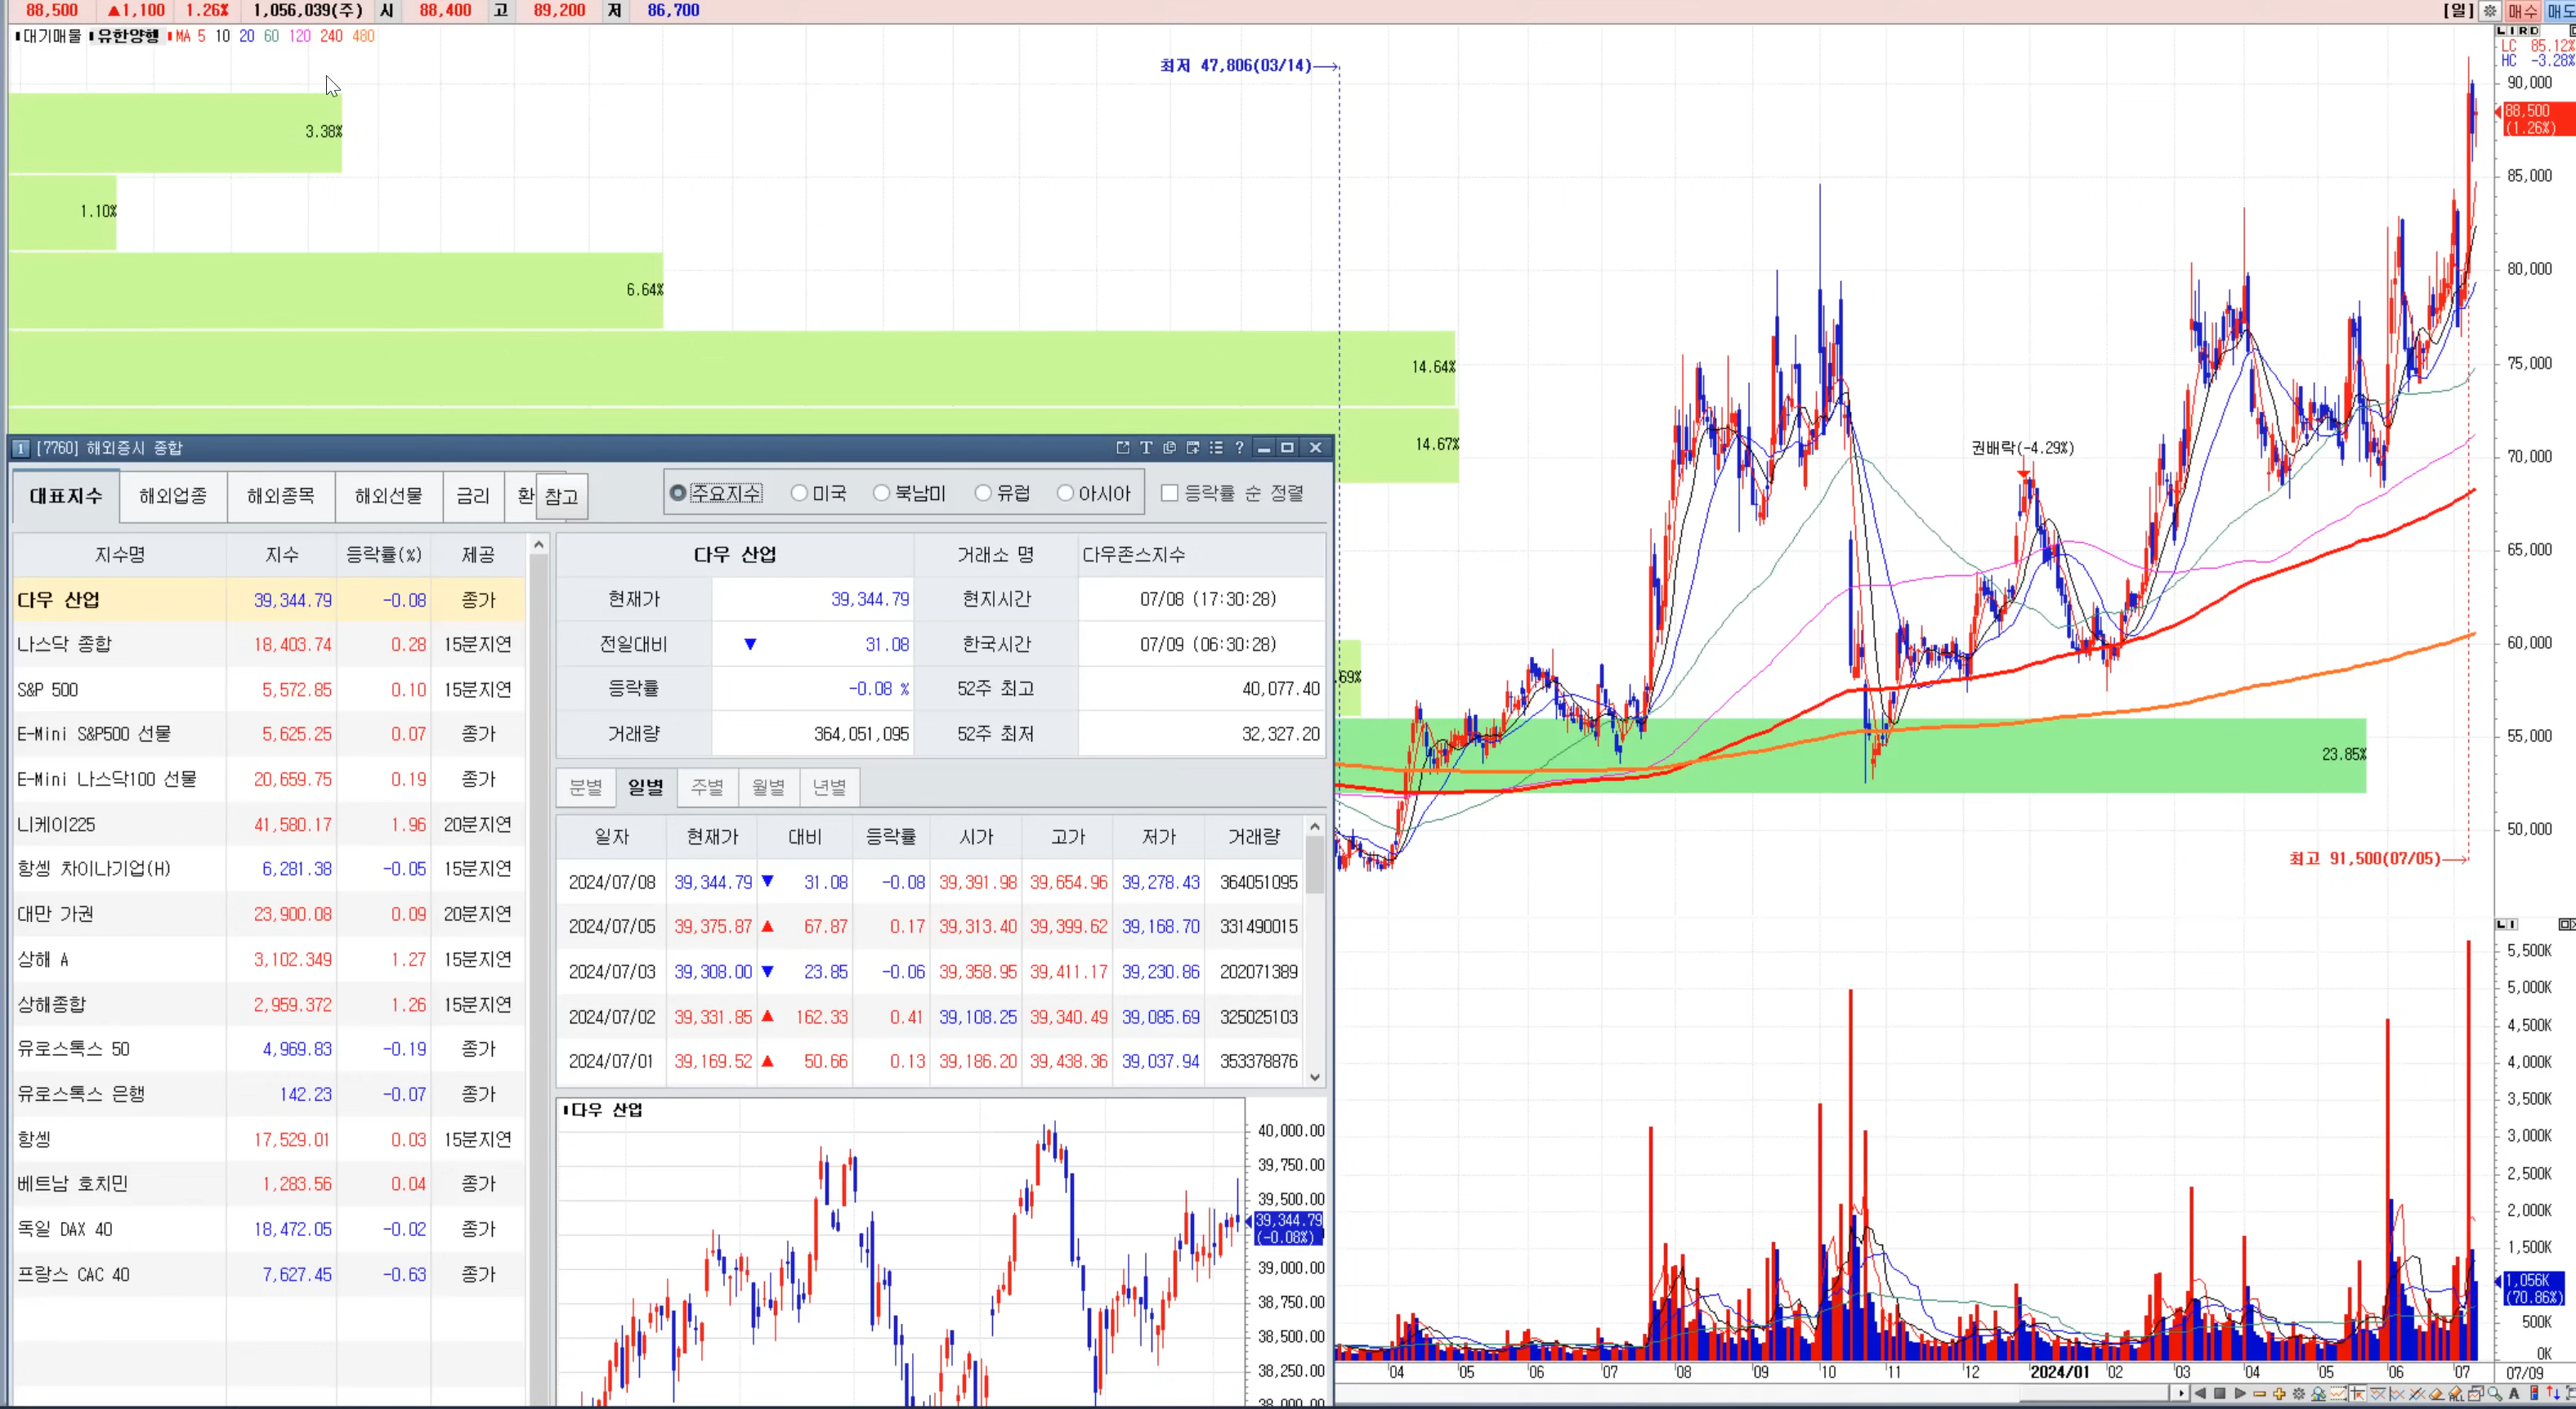 88,500 ▲1,100 1.26% 1,056,039(주) 시 88,400 고 89,200 저 86,700 [일] 매수 매도
대기매물 유한양행 MA 5 10 20 60 120 240 480
LC 85.12%
HC -3.28%
최저 47,806(03/14)
90,000
88,500
(1.26%)
3.38%
85,000
1.10%
80,000
6.64%
75,000
14.64%
14.67%
70,000
권배락(-4.29%)
65,000
60,000
.69%
55,000
23.85%
50,000
최고 91,500(07/05)
5,500K
5,000K
4,500K
4,000K
3,500K
3,000K
2,500K
2,000K
1,500K
1,056K
(70.86%)
500K
0K
04 05 06 07 08 09 10 11 12 2024/01 02 03 04 05 06 07 07/09
1 [7760] 해외증시 종합
대표지수 해외업종 해외종목 해외선물 금리 환 참고
주요지수 미국 북남미 유럽 아시아 등락률 순 정렬
지수명 지수 등락률(%) 제공
다우 산업 39,344.79 -0.08 종가
나스닥 종합 18,403.74 0.28 15분지연
S&P 500 5,572.85 0.10 15분지연
E-Mini S&P500 선물 5,625.25 0.07 종가
E-Mini 나스닥100 선물 20,659.75 0.19 종가
니케이225 41,580.17 1.96 20분지연
항셍 차이나기업(H) 6,281.38 -0.05 15분지연
대만 가권 23,900.08 0.09 20분지연
상해 A 3,102.349 1.27 15분지연
상해종합 2,959.372 1.26 15분지연
유로스톡스 50 4,969.83 -0.19 종가
유로스톡스 은행 142.23 -0.07 종가
항셍 17,529.01 0.03 15분지연
베트남 호치민 1,283.56 0.04 종가
독일 DAX 40 18,472.05 -0.02 종가
프랑스 CAC 40 7,627.45 -0.63 종가
다우 산업 거래소 명 다우존스지수
현재가 39,344.79 현지시간 07/08 (17:30:28)
전일대비 ▼ 31.08 한국시간 07/09 (06:30:28)
등락률 -0.08 % 52주 최고 40,077.40
거래량 364,051,095 52주 최저 32,327.20
분별 일별 주별 월별 년별
일자 현재가 대비 등락률 시가 고가 저가 거래량
2024/07/08 39,344.79 ▼ 31.08 -0.08 39,391.98 39,654.96 39,278.43 364051095
2024/07/05 39,375.87 ▲ 67.87 0.17 39,313.40 39,399.62 39,168.70 331490015
2024/07/03 39,308.00 ▼ 23.85 -0.06 39,358.95 39,411.17 39,230.86 202071389
2024/07/02 39,331.85 ▲ 162.33 0.41 39,108.25 39,340.49 39,085.69 325025103
2024/07/01 39,169.52 ▲ 50.66 0.13 39,186.20 39,438.36 39,037.94 353378876
다우 산업
40,000.00
39,750.00
39,500.00
39,344.79
(-0.08%)
39,000.00
38,750.00
38,500.00
38,250.00
38,000.00